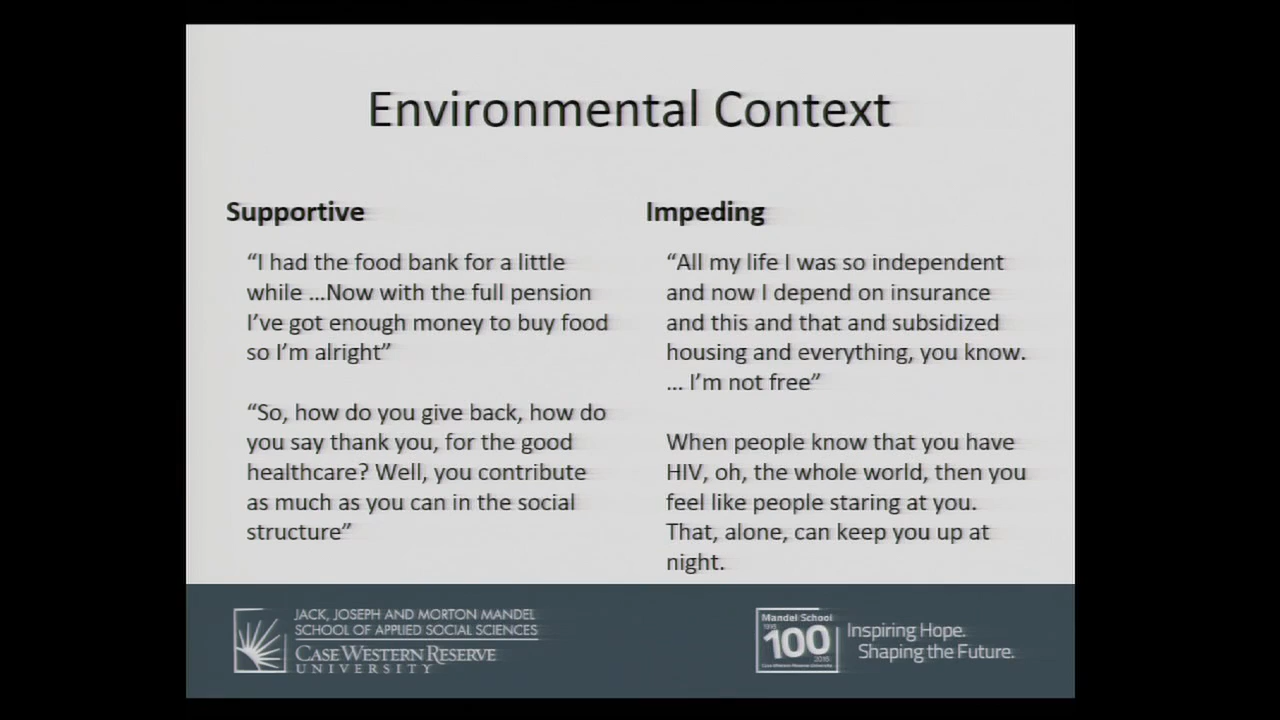 Environmental Context
Supportive
“I had the food bank for a little
while ...Now with the full pension
I’ve got enough money to buy food
so I’m alright”
“So, how do you give back, how do
you say thank you, for the good
healthcare? Well, you contribute
as much as you can in the social
structure”
Impeding
“All my life I was so independent
and now I depend on insurance
and this and that and subsidized
housing and everything, you know.
... I’m not free”
When people know that you have
HIV, oh, the whole world, then you
feel like people staring at you.
That, alone, can keep you up at
night.
JACK, JOSEPH AND MORTON MANDEL
SCHOOL OF APPLIED SOCIAL SCIENCES
CASE WESTERN RESERVE
UNIVERSITY
Mandel School
100
Case Western Reserve University
Inspiring Hope.
Shaping the Future.